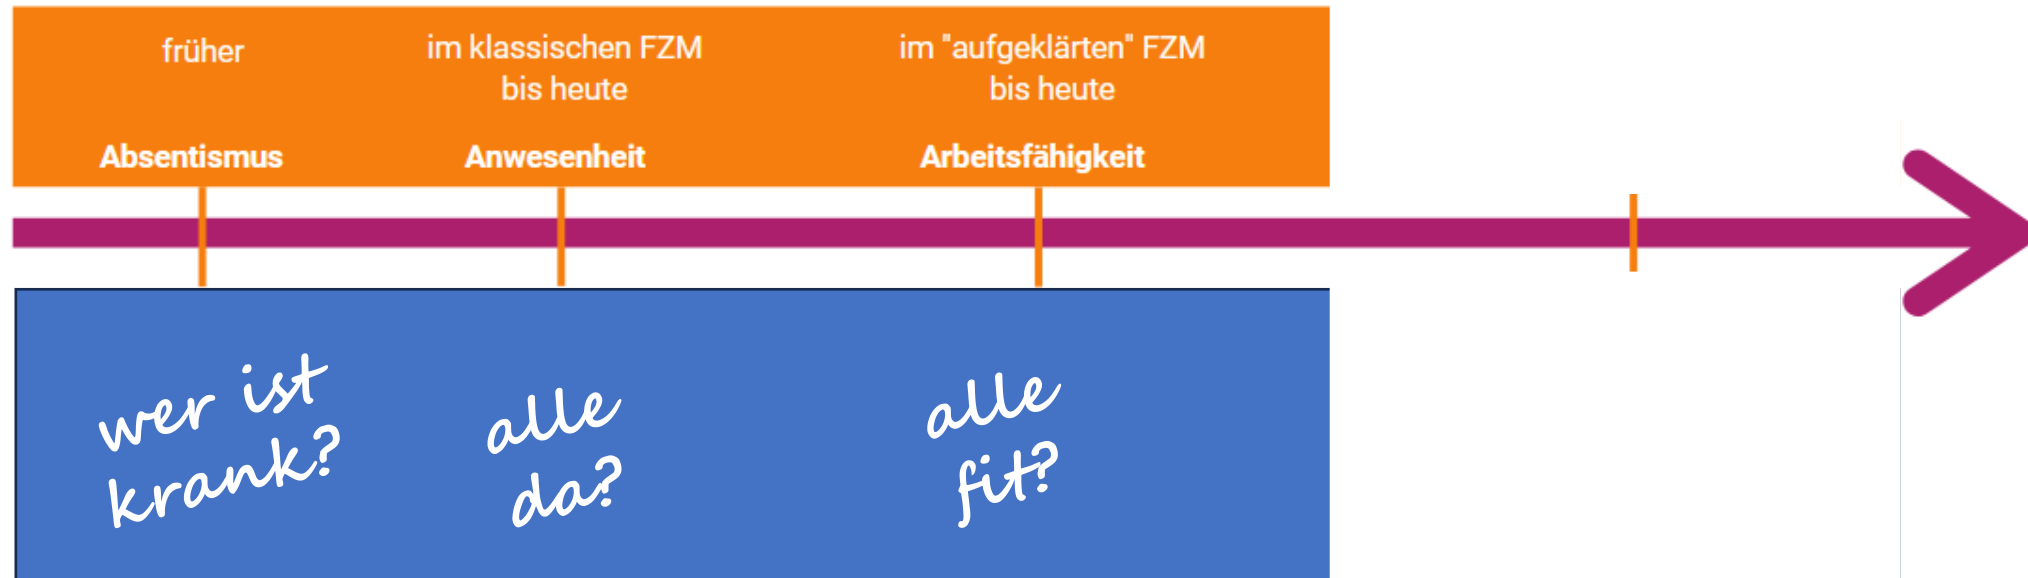 früher
im klassischen FZM
bis heute
im "aufgeklärten" FZM
bis heute
Absentismus
Anwesenheit
Arbeitsfähigkeit
wer ist
krank?
alle
da?
alle
fit?